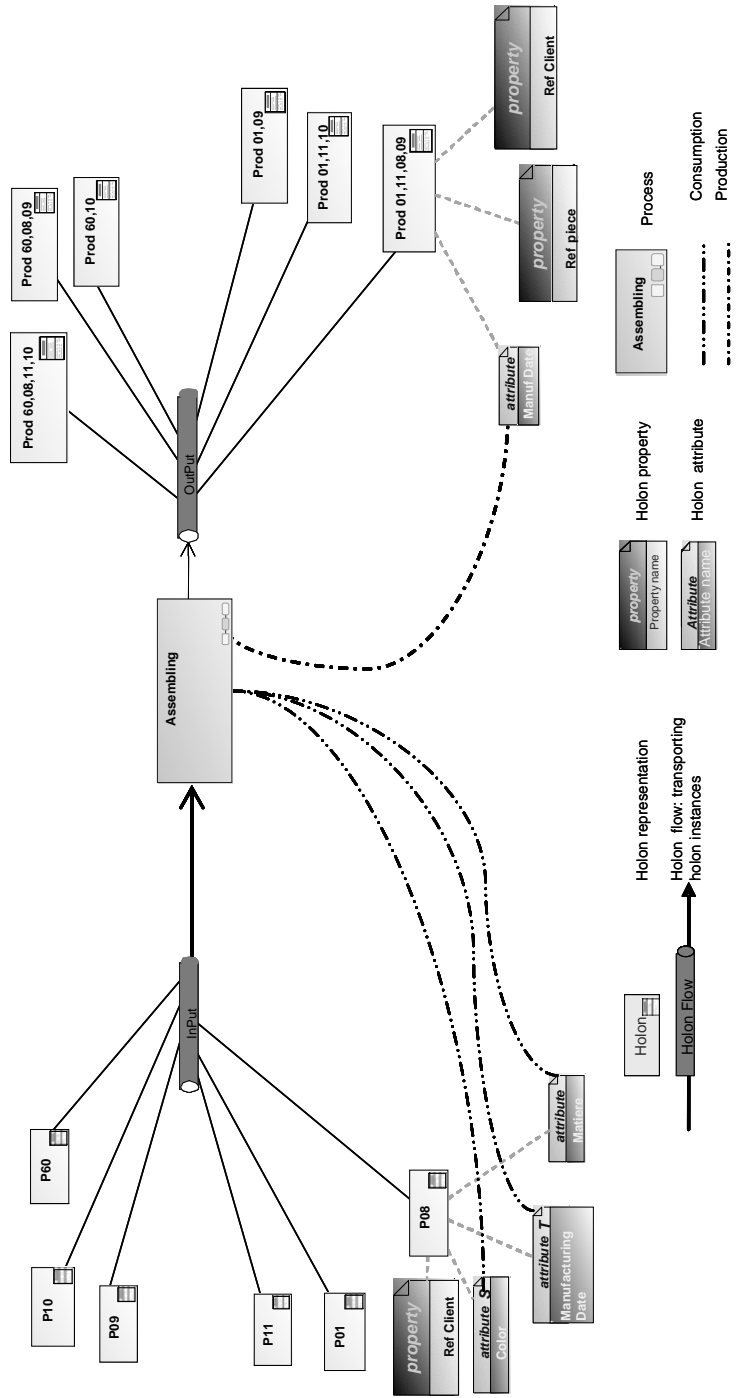 P60
P10
P09
P11
P01
P08
InPut
Assembling
OutPut
Prod 60,08,11,10
Prod 60,08,09
Prod 60,10
Prod 01,09
Prod 01,11,10
Prod 01,11,08,09
property
Ref Client
attribute S
Color
attribute T
Manufacturing
Date
attribute
Matiere
attribute
Manuf Date
property
Ref piece
property
Ref Client
Holon
Holon representation
Holon Flow
Holon flow: transporting
holon instances
property
Property name
Holon property
Attribute
Attribute name
Holon attribute
Assembling
Process
Consumption
Production